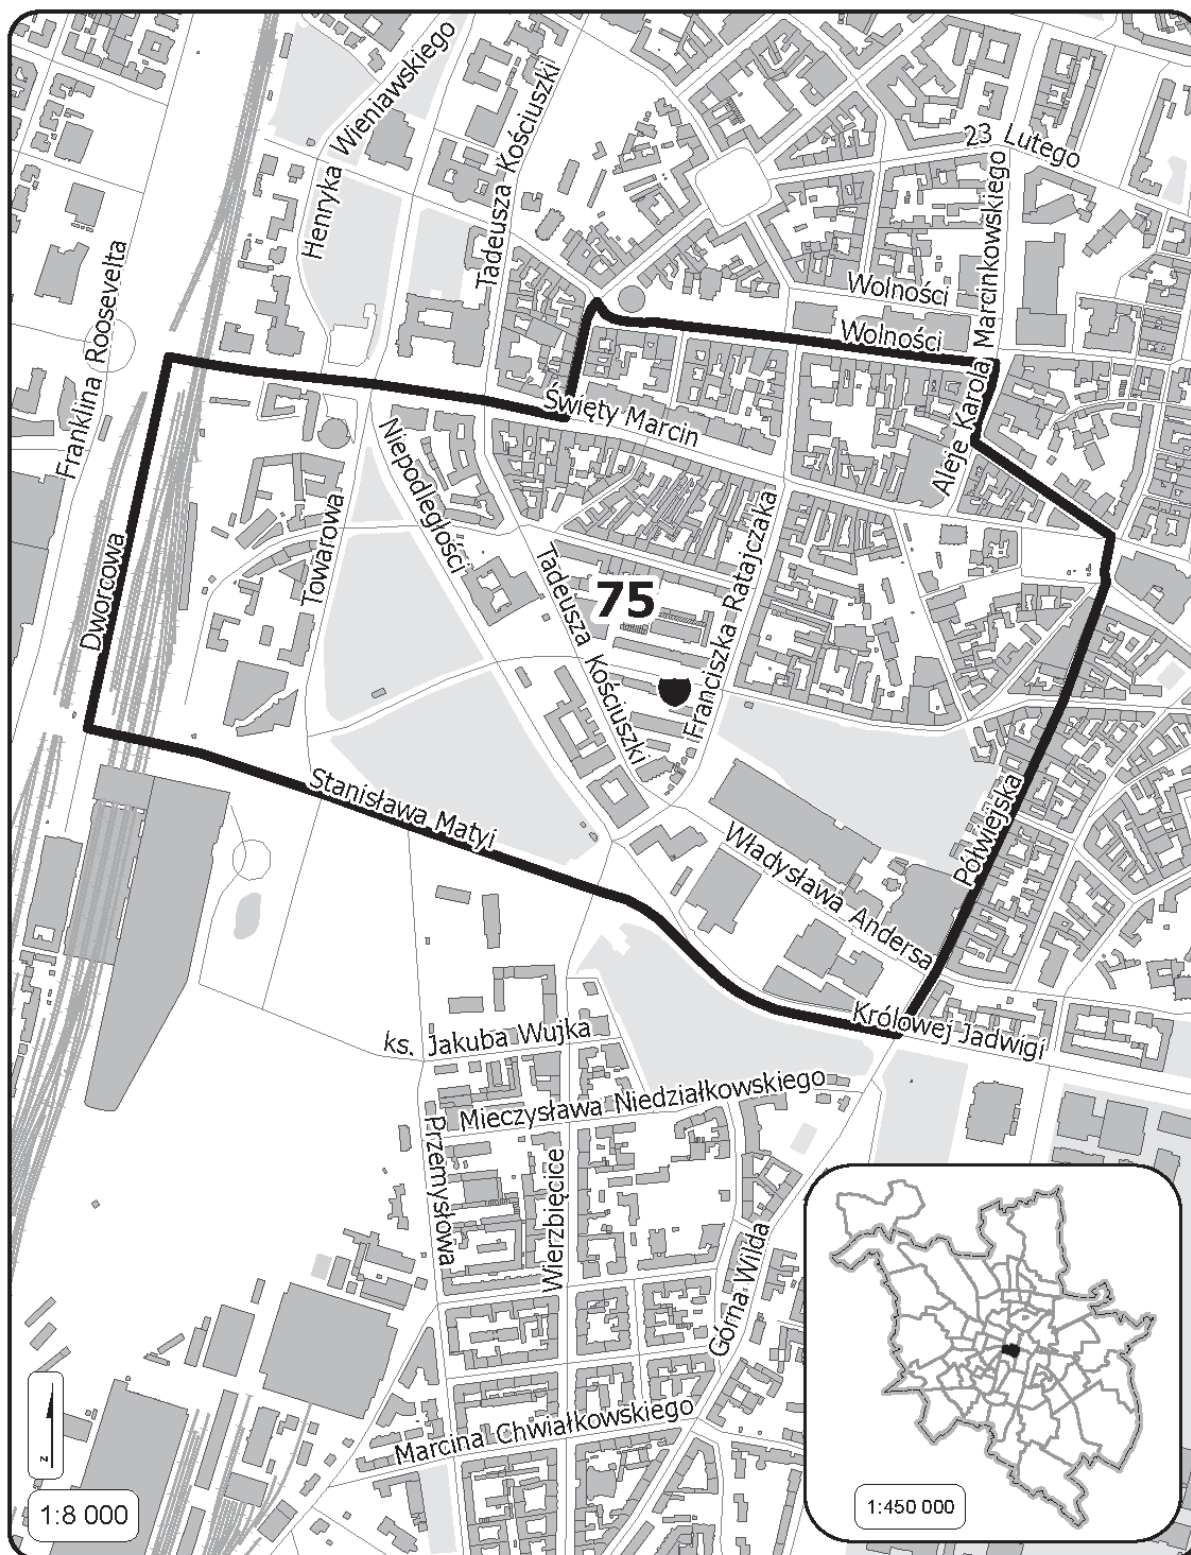 Henryka Wieniawskiego
Tadeusza Kościuszki
23 Lutego
Franklina Roosevelta
Wolności
Wolności
Aleje Karola Marcinkowskiego
Święty Marcin
Niepodległości
Towarowa
Dworcowa
Tadeusza Kościuszki
75
Franciszka Ratajczaka
Stanisława Matyi
Władysława Andersa
Półwiejska
Królowej Jadwigi
ks. Jakuba Wujka
Mieczysława Niedziałkowskiego
Przemysłowa
Wierzbięcice
Górna Wilda
Marcina Chwiałkowskiego
z
1:8 000
1:450 000